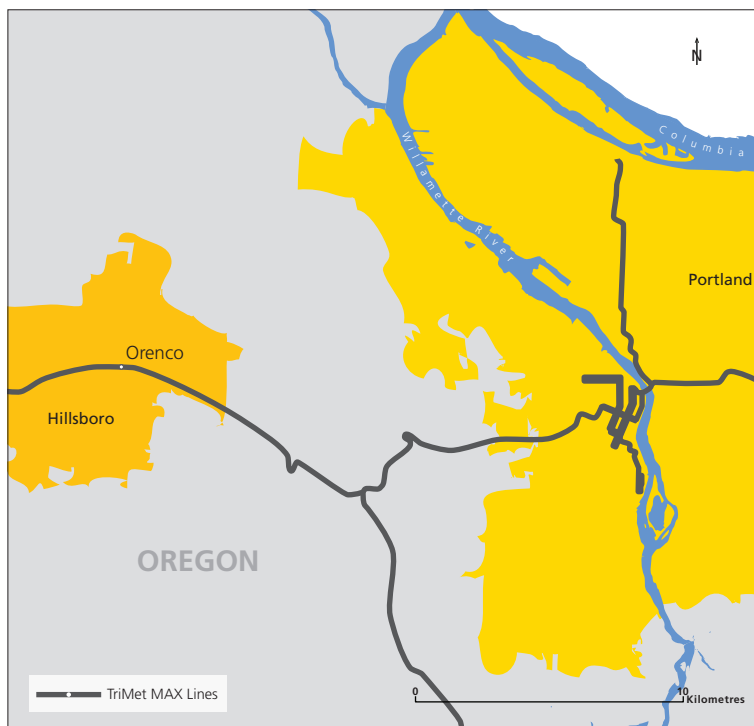 N
Columbia
Willamette River
Portland
Orenco
Hillsboro
OREGON
TriMet MAX Lines
0
10
Kilometres